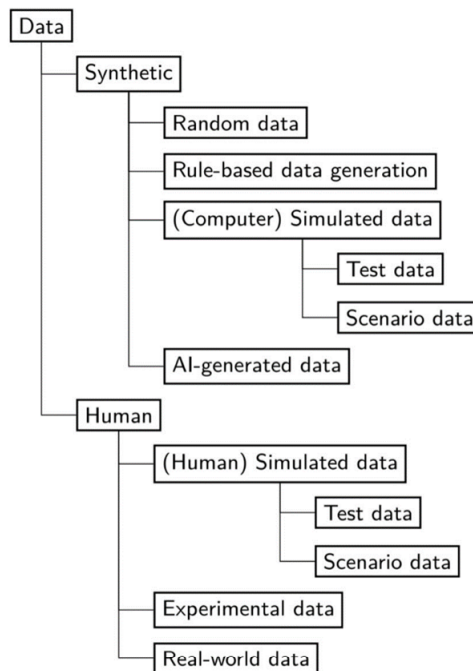 Data
Synthetic
Random data
Rule-based data generation
(Computer) Simulated data
Test data
Scenario data
AI-generated data
Human
(Human) Simulated data
Test data
Scenario data
Experimental data
Real-world data